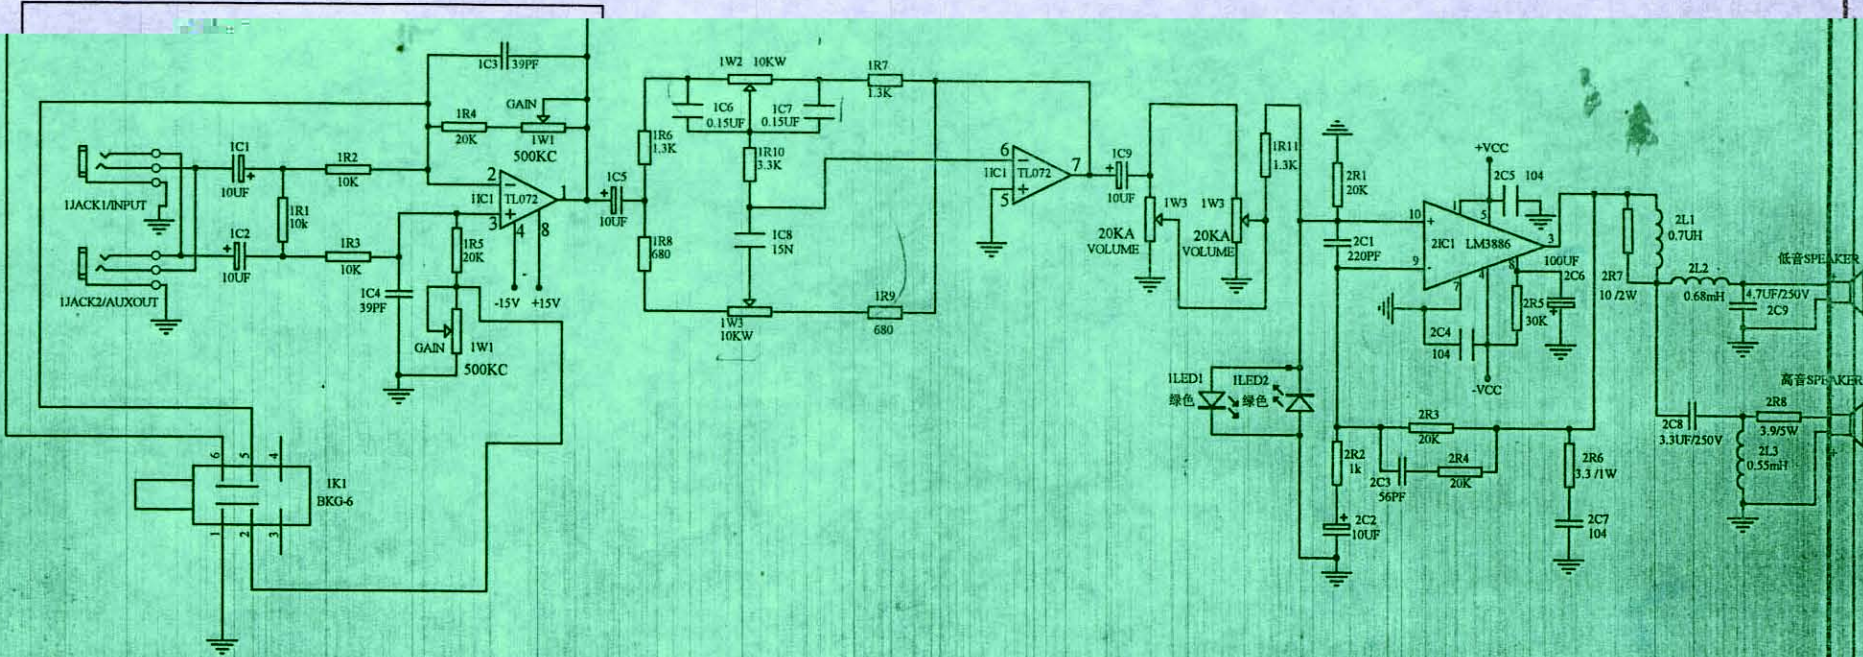 1C3 39PF
1R4
20K
GAIN
1W1
500KC
1JACK1/INPUT
1C1
10UF
1R2
10K
1R1
10k
1JACK2/AUXOUT
1C2
10UF
1R3
10K
1C4
39PF
2
3
1IC1
TL072
1
4
8
-15V
+15V
1R5
20K
GAIN
1W1
500KC
6
5
4
1
2
3
1K1
BKG-6
1C5
10UF
1R6
1.3K
1R8
680
1W2 10KW
1C6
0.15UF
1C7
0.15UF
1R7
1.3K
1R10
3.3K
1C8
15N
1W3
10KW
1R9
680
6
5
1IC1
TL072
7
1C9
10UF
1W3
20KA
VOLUME
1W3
20KA
VOLUME
1R11
1.3K
1LED1
绿色
1LED2
绿色
2R1
20K
2C1
220PF
+VCC
2C5 104
10
9
1
5
2IC1 LM3886
3
8
4
7
100UF
2C6
2R5
30K
2C4
104
-VCC
2R3
20K
2R4
20K
2C3
56PF
2R2
1k
2C2
10UF
2R6
3.3 /1W
2C7
104
2R7
10 /2W
2L1
0.7UH
2L2
0.68mH
4.7UF/250V
2C9
低音SPEAKER
高音SPEAKER
2C8
3.3UF/250V
2R8
3.9/5W
2L3
0.55mH